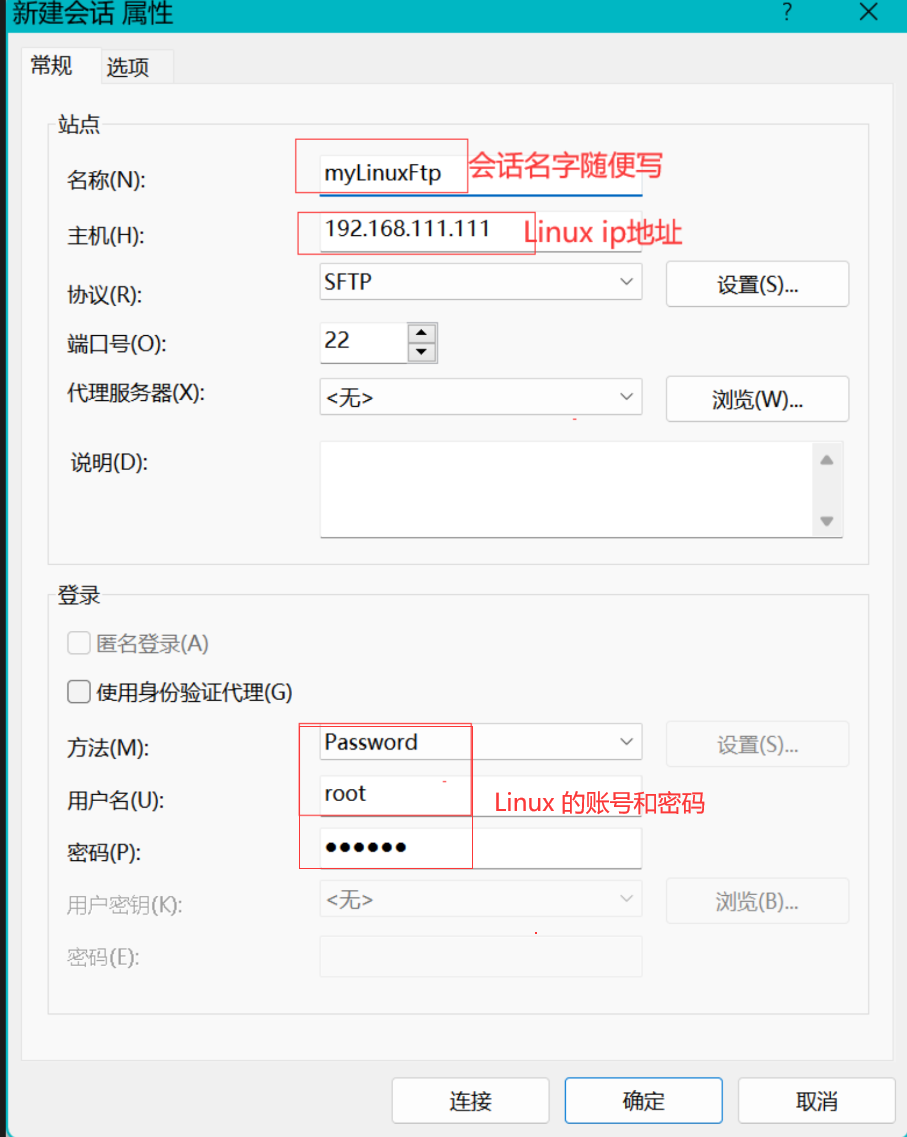 新建会话 属性
?
常规 选项
站点
名称(N): myLinuxFtp 会话名字随便写
主机(H): 192.168.111.111 Linux ip地址
协议(R): SFTP 设置(S)...
端口号(O): 22
代理服务器(X): <无> 浏览(W)...
说明(D):
登录
匿名登录(A)
使用身份验证代理(G)
方法(M): Password 设置(S)...
用户名(U): root Linux 的账号和密码
密码(P): ●●●●●●
用户密钥(K): <无> 浏览(B)...
密码(E):
连接 确定 取消